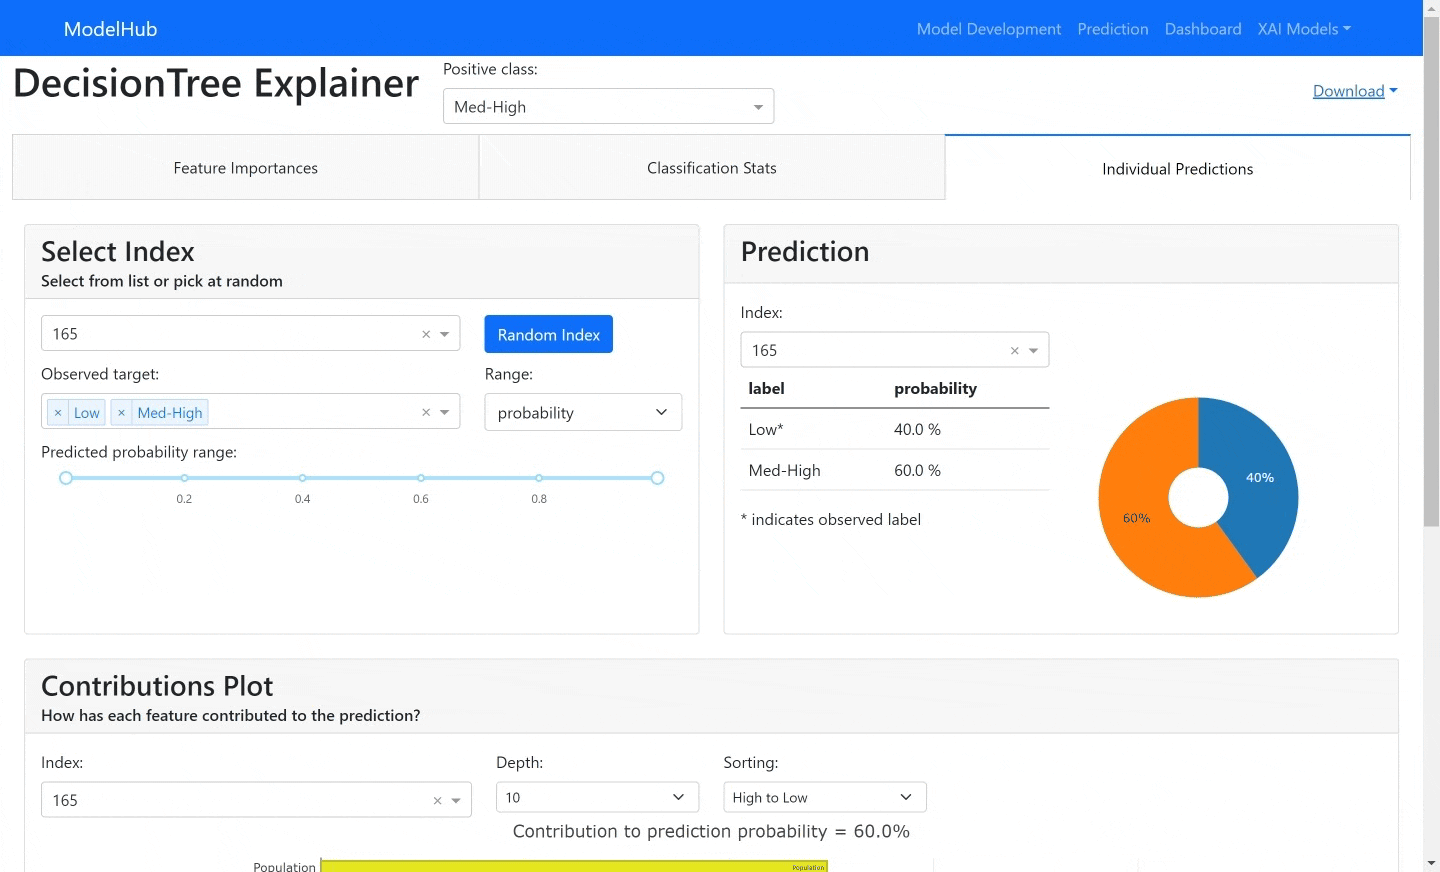 ModelHub
Model Development Prediction Dashboard XAI Models
DecisionTree Explainer
Positive class:
Med-High
Download
Feature Importances
Classification Stats
Individual Predictions
Select Index
Select from list or pick at random
165
Random Index
Observed target:
Range:
× Low × Med-High
probability
Predicted probability range:
0.2 0.4 0.6 0.8
Prediction
Index:
165
label probability
Low* 40.0 %
Med-High 60.0 %
* indicates observed label
40%
60%
Contributions Plot
How has each feature contributed to the prediction?
Index:
Depth:
Sorting:
165
10
High to Low
Contribution to prediction probability = 60.0%
Population
Population